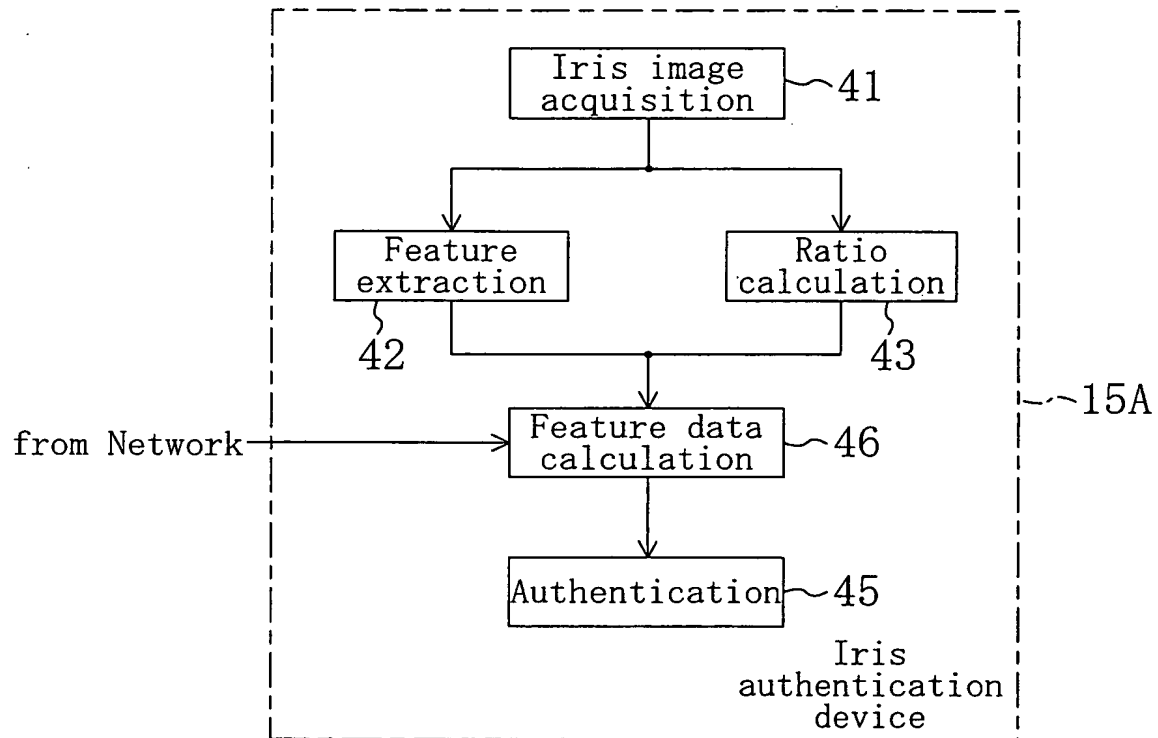 Iris image
acquisition
41
Feature
extraction
42
Ratio
calculation
43
15A
from Network
Feature data
calculation
46
Authentication
45
Iris
authentication
device